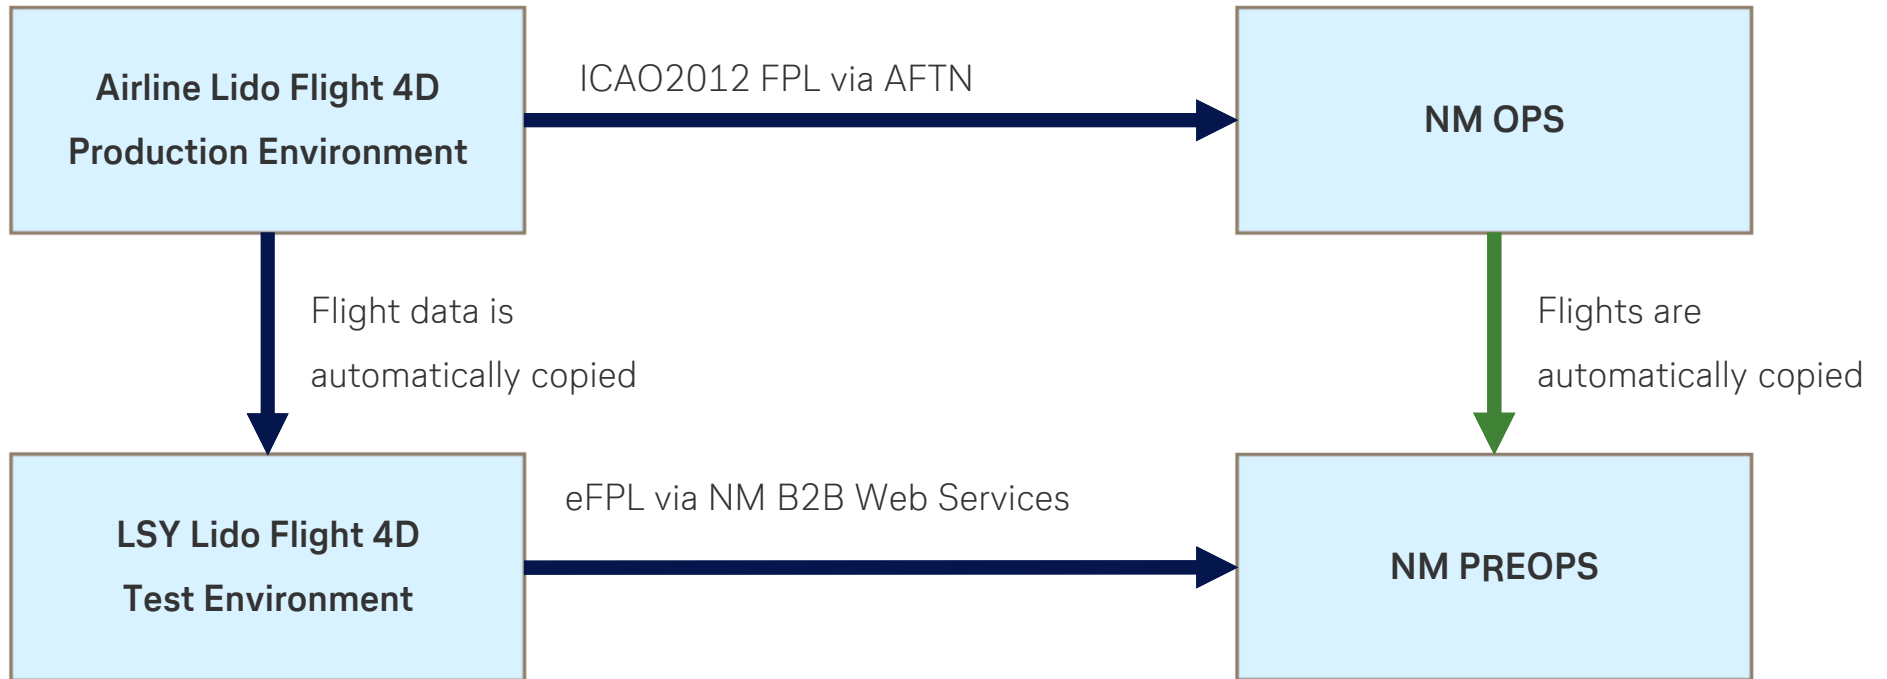 Airline Lido Flight 4D
Production Environment
ICAO2012 FPL via AFTN
NM OPS
Flight data is
automatically copied
Flights are
automatically copied
LSY Lido Flight 4D
Test Environment
eFPL via NM B2B Web Services
NM PREOPS